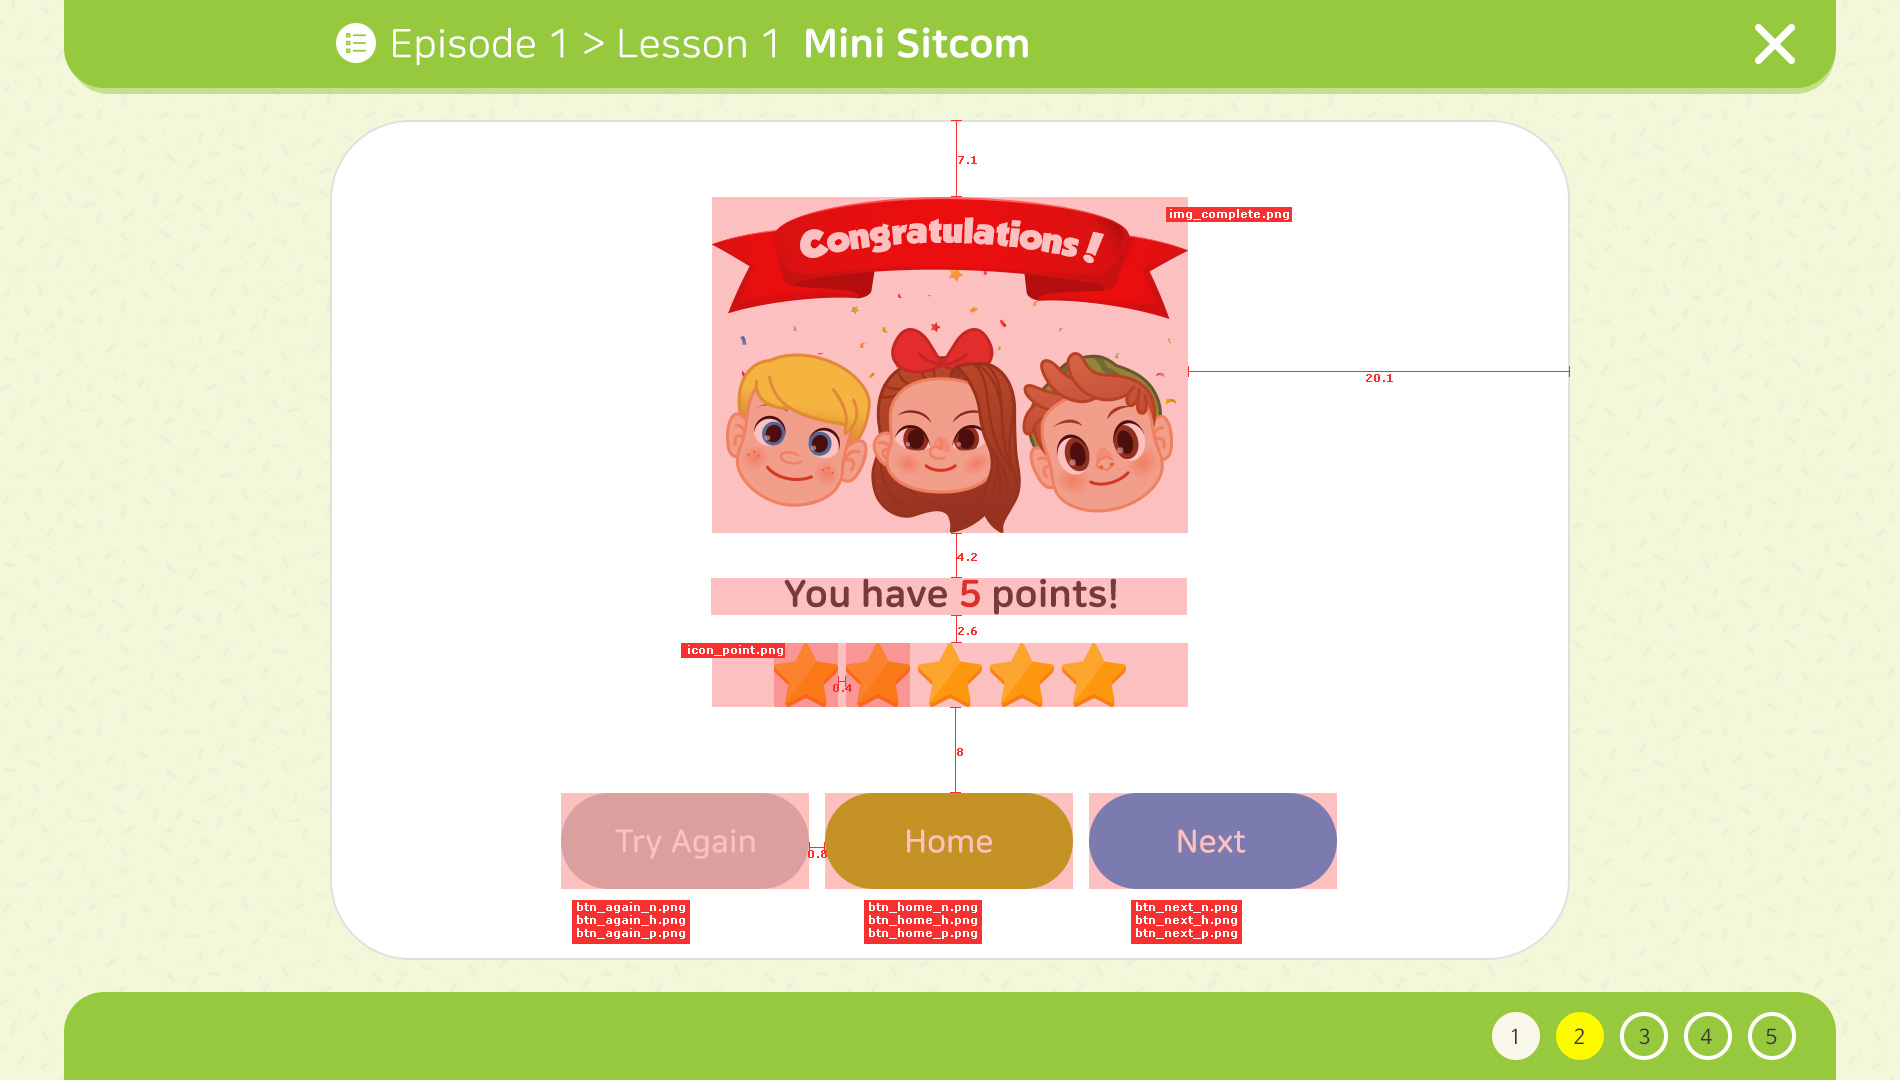 Episode 1 > Lesson 1 Mini Sitcom
7.1
img_complete.png
Congratulations!
20.1
4.2
You have 5 points!
2.6
icon_point.png
0.4
8
Try Again
0.8
Home
Next
btn_again_n.png
btn_again_h.png
btn_again_p.png
btn_home_n.png
btn_home_h.png
btn_home_p.png
btn_next_n.png
btn_next_h.png
btn_next_p.png
1 2 3 4 5